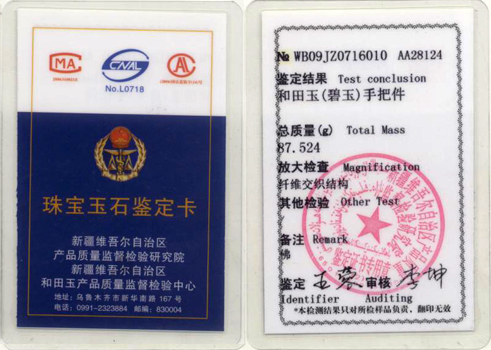 MA
CNAL
AL
No.L0718
珠宝玉石鉴定卡
新疆维吾尔自治区
产品质量监督检验研究院
新疆维吾尔自治区
和田玉产品质量监督检验中心
地址：乌鲁木齐市新华南路 167 号
电话：0991-2323884 邮编：830004
№ WB09JZ0716010 AA28124
鉴定结果 Test conclusion
和田玉(碧玉)手把件
总质量(g) Total Mass
87.524
放大检查 Magnification
纤维交织结构
其它检验 Other Test
备注 Remark
佛
鉴定 审核 李坤
Identifier Auditing
*本检测结果只对所检样品负责，翻印无效